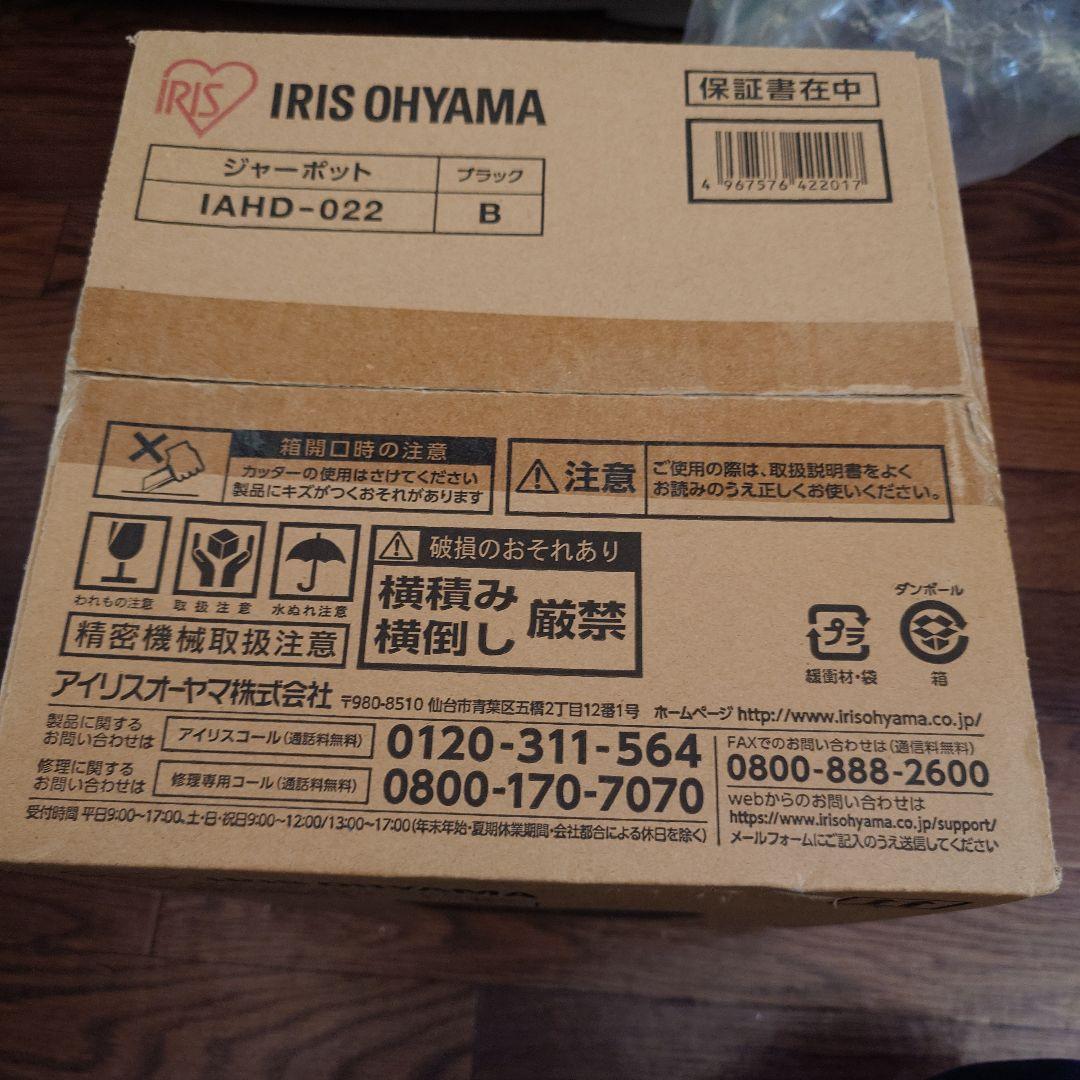 IRIS
IRIS OHYAMA
保証書在中
ジャーポット ブラック
IAHD-022 B
4 967576 422017
箱開口時の注意
カッターの使用はさけてください
製品にキズがつくおそれがあります
注意
ご使用の際は、取扱説明書をよく
お読みのうえ正しくお使いください。
われもの注意 取扱注意 水ぬれ注意
精密機械取扱注意
破損のおそれあり
横積み
横倒し
厳禁
プラ
緩衝材・袋
ダンボール
箱
アイリスオーヤマ株式会社 〒980-8510 仙台市青葉区五橋2丁目12番1号 ホームページ http://www.irisohyama.co.jp/
製品に関する
お問い合わせは
アイリスコール(通話料無料) 0120-311-564
修理に関する
お問い合わせは
修理専用コール(通話料無料) 0800-170-7070
受付時間 平日9:00〜17:00、土・日・祝日9:00〜12:00/13:00〜17:00(年末年始・夏期休業期間・会社都合による休日を除く)
FAXでのお問い合わせは(通信料無料)
0800-888-2600
webからのお問い合わせは
https://www.irisohyama.co.jp/support/
メールフォームにご記入のうえ送信してください
OHYAMA